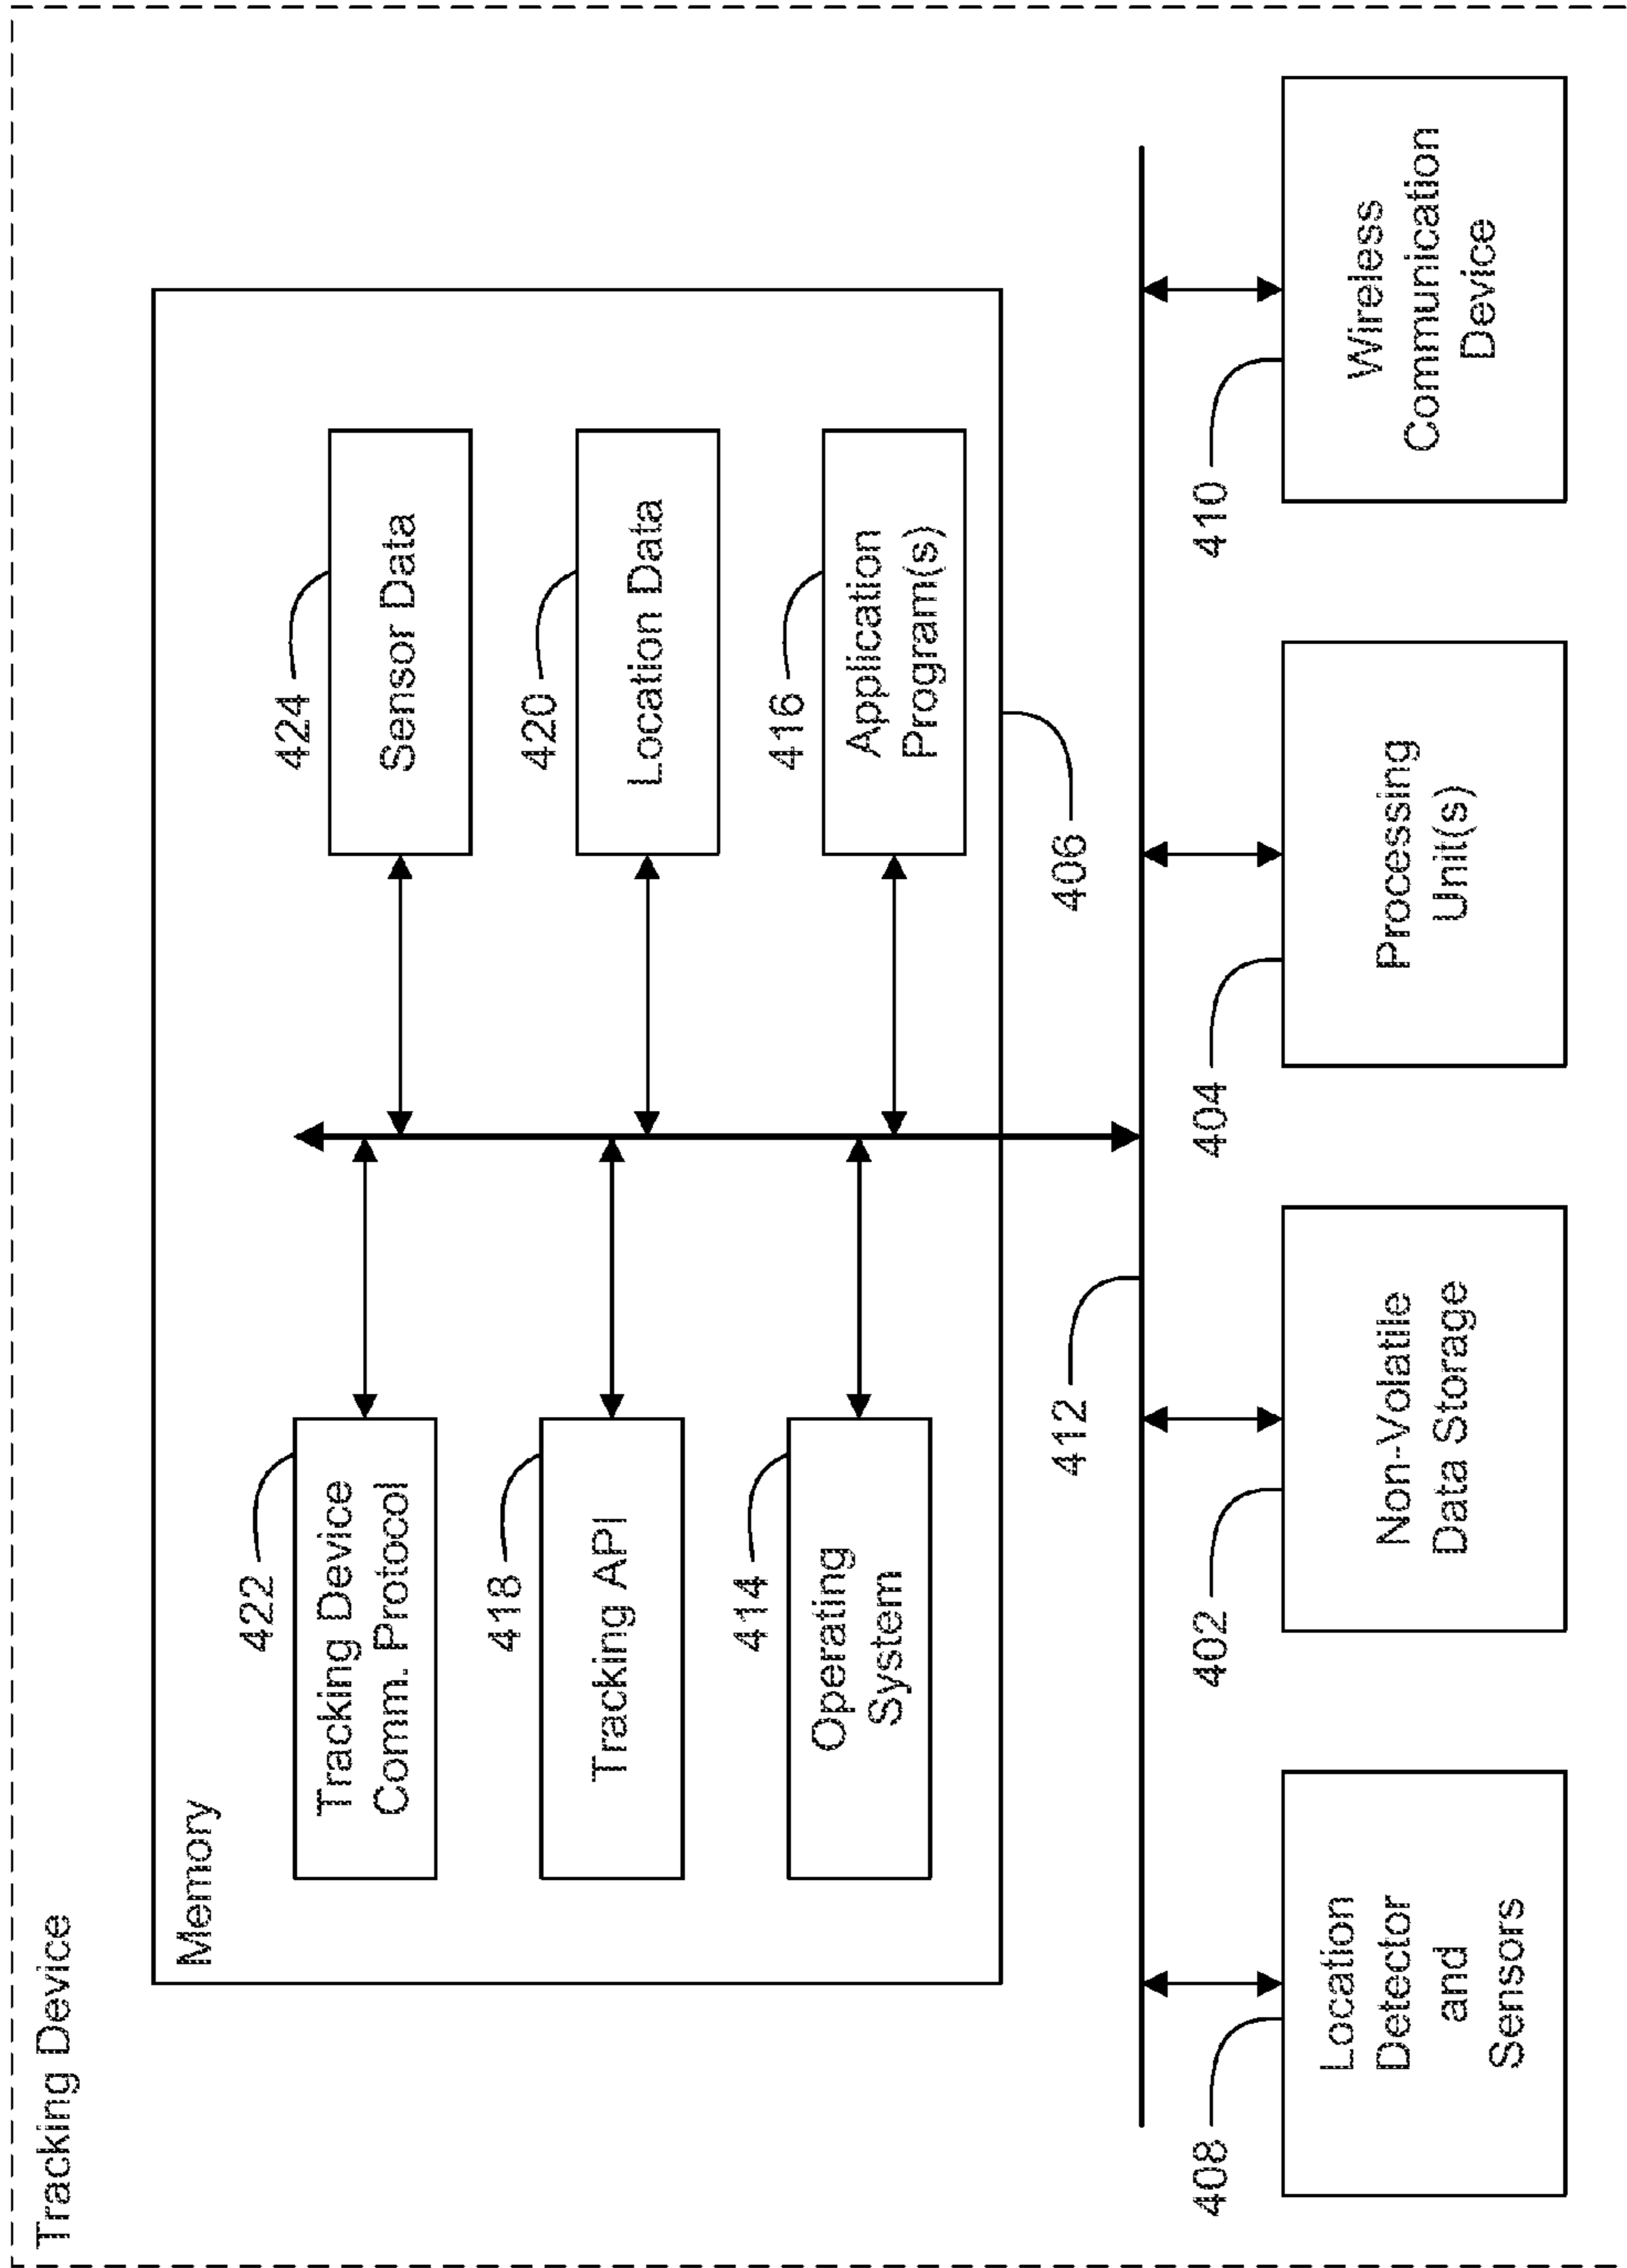 Tracking Device
Memory
422
Tracking Device
Comm. Protocol
424
Sensor Data
418
Tracking API
420
Location Data
414
Operating
System
416
Application
Program(s)
406
412
408
Location
Detector
and
Sensors
402
Non-Volatile
Data Storage
404
Processing
Unit(s)
410
Wireless
Communication
Device